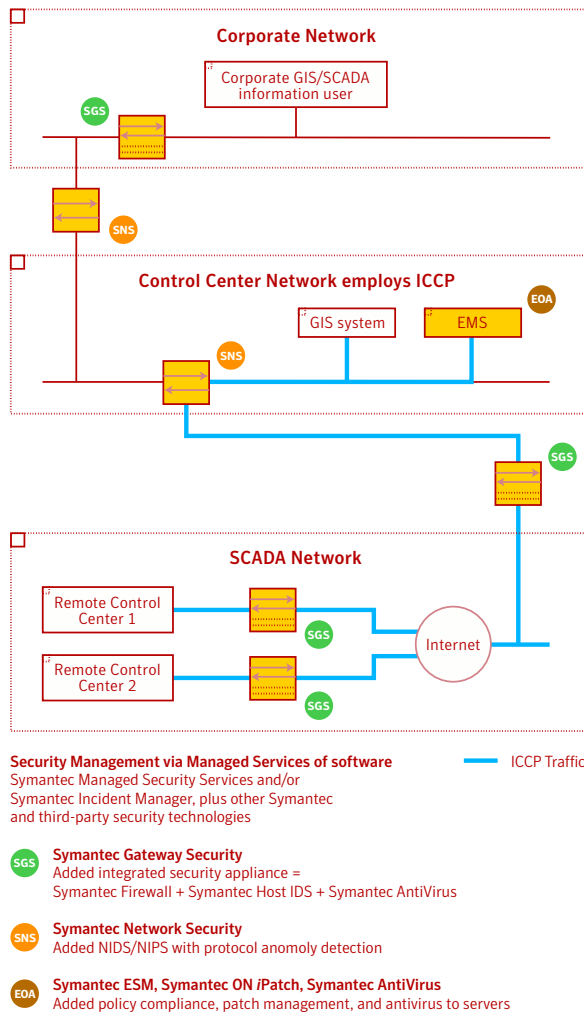 Corporate Network
Corporate GIS/SCADA
information user
SGS
SNS
Control Center Network employs ICCP
EOA
GIS system
EMS
SNS
SGS
SCADA Network
Remote Control
Center 1
SGS
Internet
Remote Control
Center 2
SGS
Security Management via Managed Services of software
ICCP Traffic
Symantec Managed Security Services and/or
Symantec Incident Manager, plus other Symantec
and third-party security technologies
SGS
Symantec Gateway Security
Added integrated security appliance =
Symantec Firewall + Symantec Host IDS + Symantec AntiVirus
SNS
Symantec Network Security
Added NIDS/NIPS with protocol anomoly detection
EOA
Symantec ESM, Symantec ON iPatch, Symantec AntiVirus
Added policy compliance, patch management, and antivirus to servers